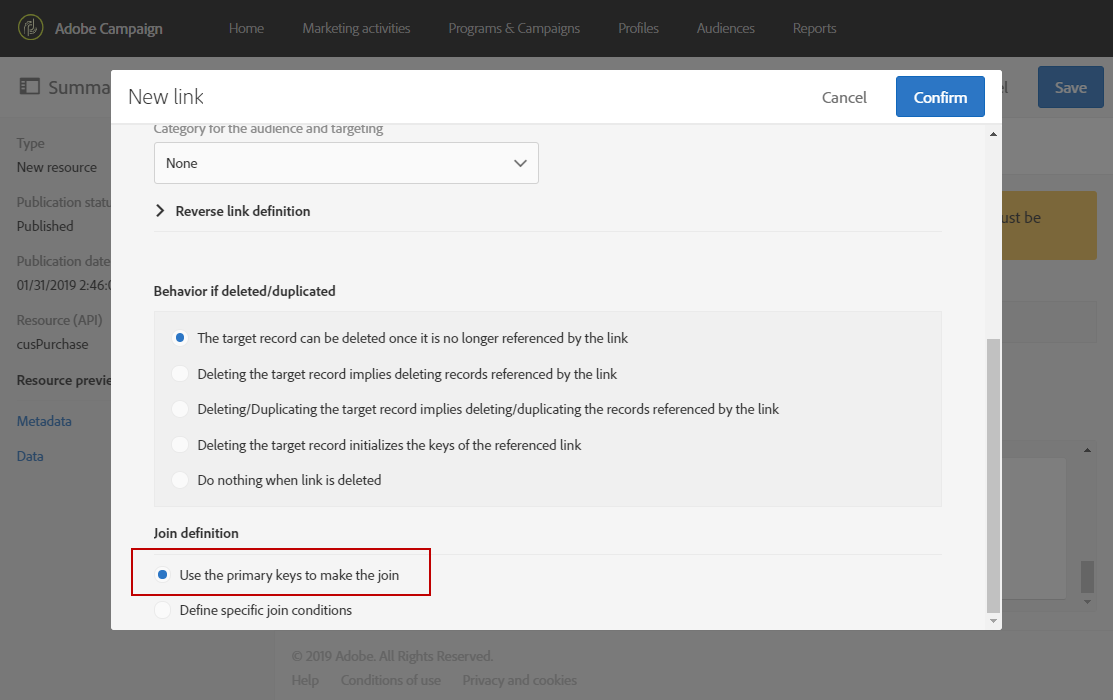 Adobe Campaign Home Marketing activities Programs & Campaigns Profiles Audiences Reports
Summa
Save
New link Cancel Confirm
Type
New resource
Publication statu
Published
Publication date
01/31/2019 2:46:0
Resource (API)
cusPurchase
Resource previe
Metadata
Data
Category for the audience and targeting
None
Reverse link definition
Behavior if deleted/duplicated
The target record can be deleted once it is no longer referenced by the link
Deleting the target record implies deleting records referenced by the link
Deleting/Duplicating the target record implies deleting/duplicating the records referenced by the link
Deleting the target record initializes the keys of the referenced link
Do nothing when link is deleted
Join definition
Use the primary keys to make the join
Define specific join conditions
ust be
© 2019 Adobe. All Rights Reserved.
Help Conditions of use Privacy and cookies